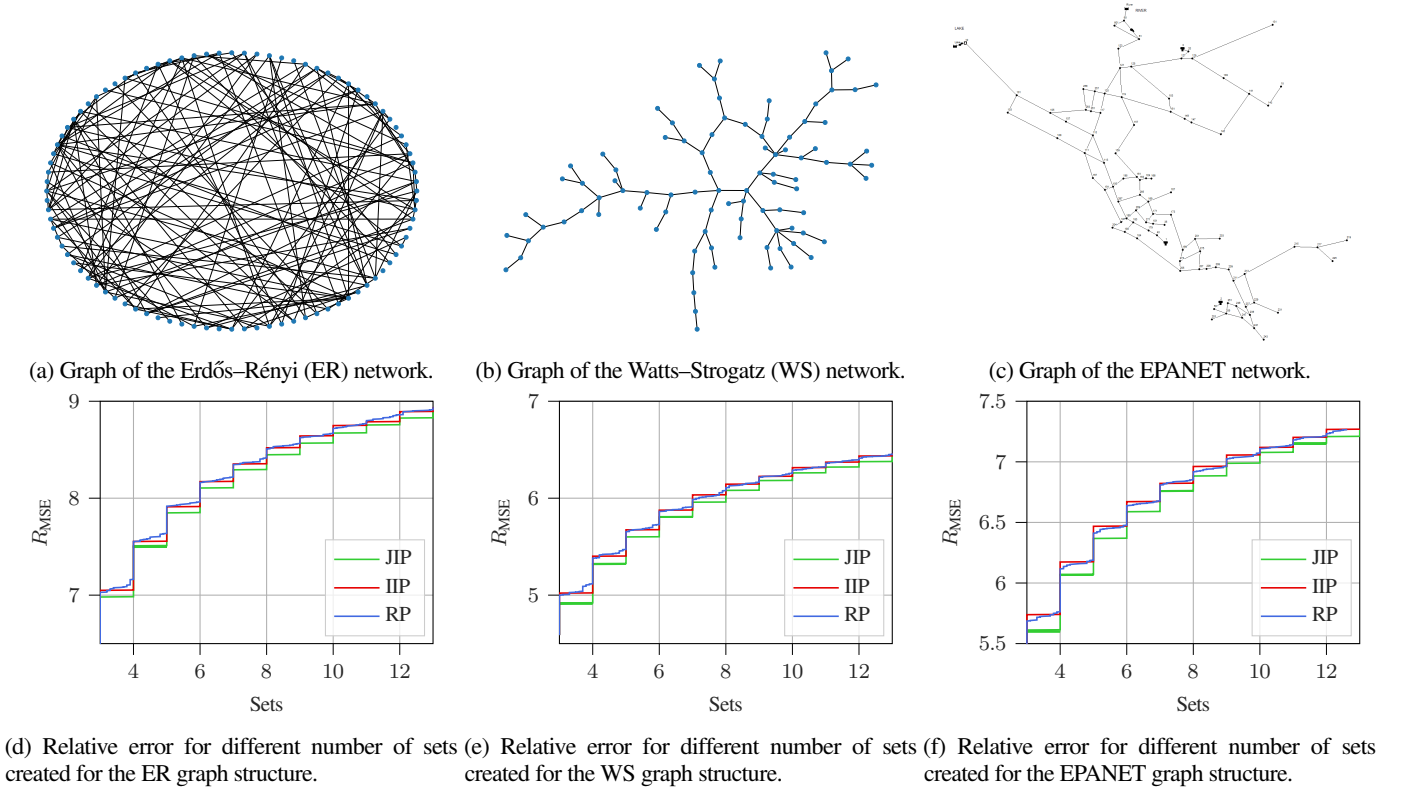 LAKE
RIVER
(a) Graph of the Erdős–Rényi (ER) network.
(b) Graph of the Watts–Strogatz (WS) network.
(c) Graph of the EPANET network.
9
8
7
R_MSE
JIP
IIP
RP
4 6 8 10 12
Sets
7
6
5
R_MSE
JIP
IIP
RP
4 6 8 10 12
Sets
7.5
7
6.5
6
5.5
R_MSE
JIP
IIP
RP
4 6 8 10 12
Sets
(d) Relative error for different number of sets
created for the ER graph structure.
(e) Relative error for different number of sets
created for the WS graph structure.
(f) Relative error for different number of sets
created for the EPANET graph structure.